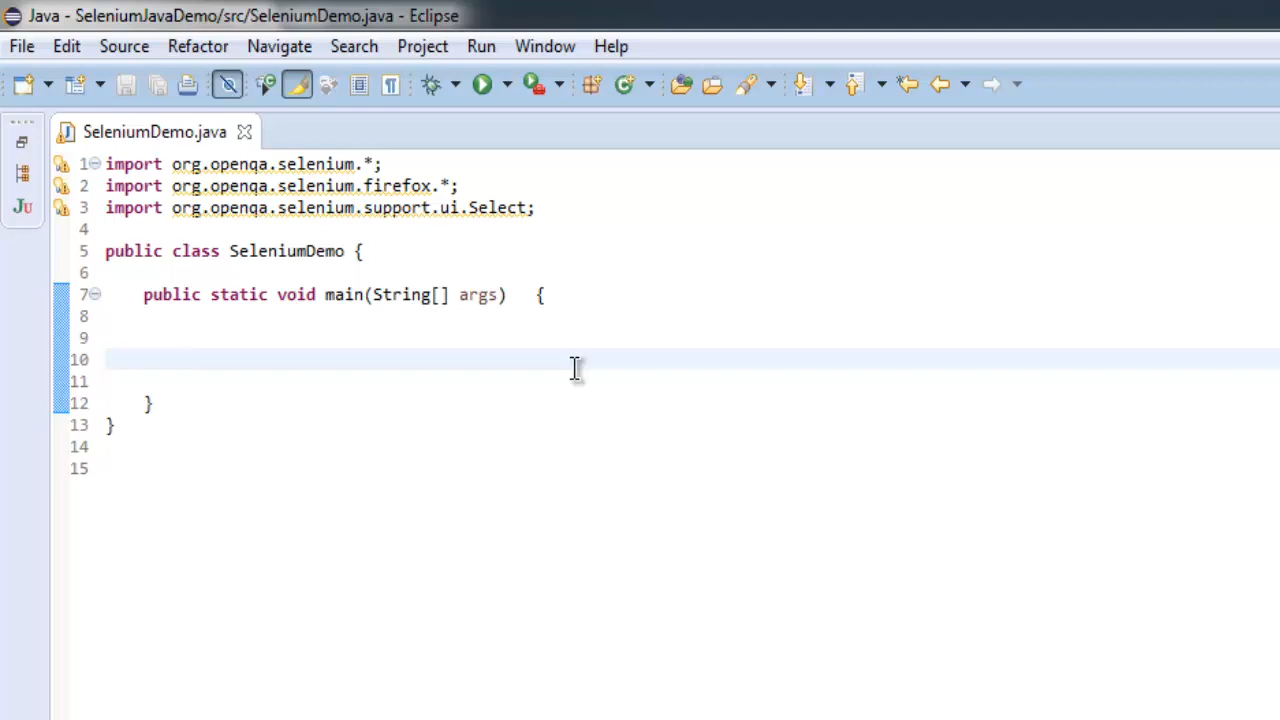 Java - SeleniumJavaDemo/src/SeleniumDemo.java - Eclipse
File Edit Source Refactor Navigate Search Project Run Window Help
SeleniumDemo.java
1 import org.openqa.selenium.*;
2 import org.openqa.selenium.firefox.*;
3 import org.openqa.selenium.support.ui.Select;
4
5 public class SeleniumDemo {
6
7 public static void main(String[] args) {
8
9
10
11
12 }
13 }
14
15
JU